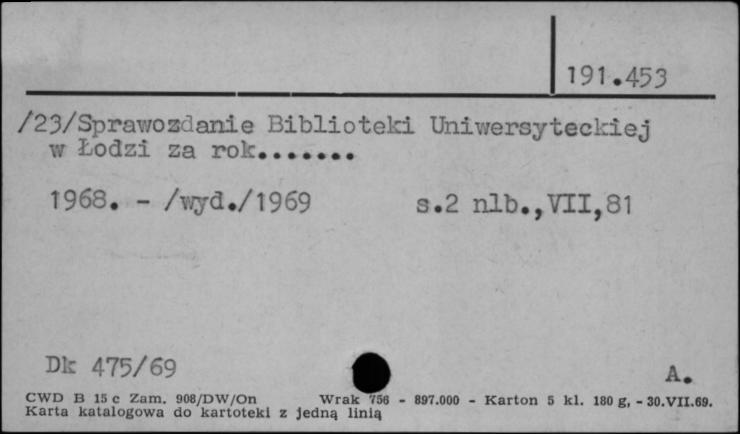 191.453
/23/Sprawozdanie Biblioteki Uniwersyteckiej
w Łodzi za rok.......
1968. - /wyd./1969 s.2 nlb.,VII,81
Dk 475/69 A.
CWD B 15 c Zam. 908/DW/On Wrak 756 - 897.000 - Karton 5 kl. 180 g. - 30.VII.69.
Karta katalogowa do kartoteki z jedną linią